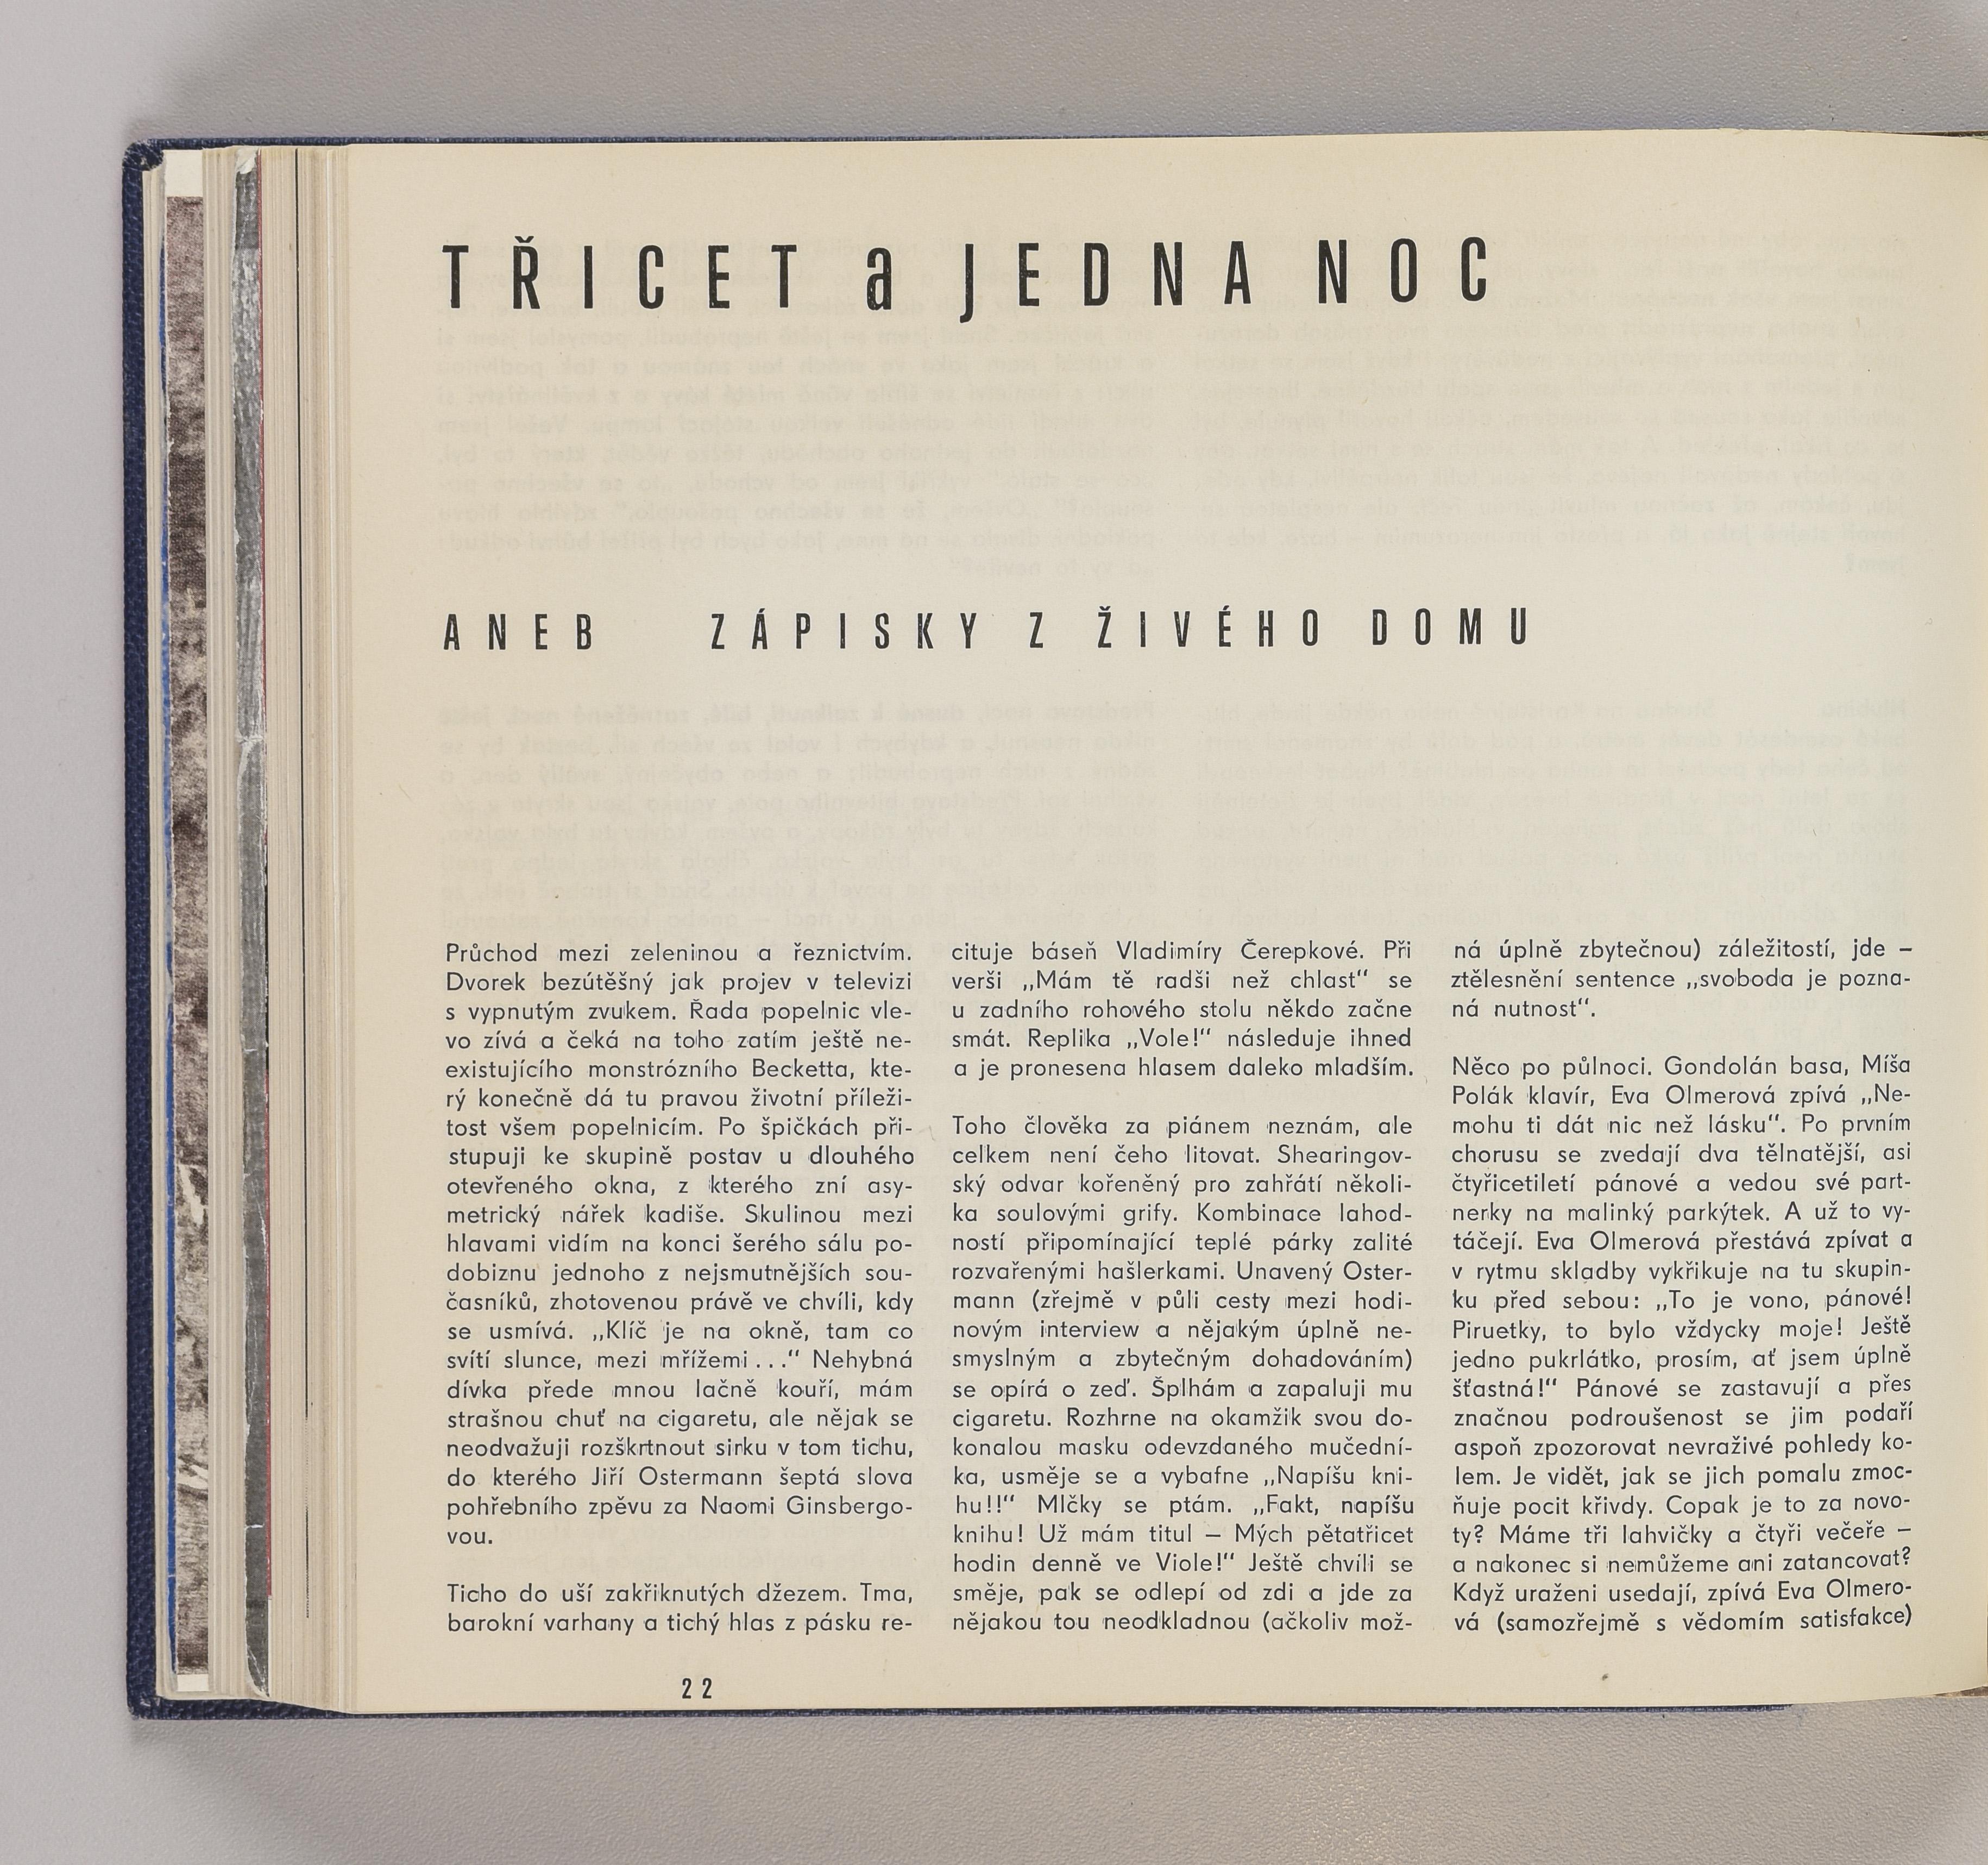 TŘICET a JEDNA NOC
ANEB ZÁPISKY Z ŽIVÉHO DOMU
Průchod mezi zeleninou a řeznictvím.
Dvorek bezútěšný jak projev v televizi
s vypnutým zvukem. Řada popelnic vle-
vo zívá a čeká na toho zatím ještě ne-
existujícího monstrózního Becketta, kte-
rý konečně dá tu pravou životní příleži-
tost všem popelnicím. Po špičkách při-
stupuji ke skupině postav u dlouhého
otevřeného okna, z kterého zní asy-
metrický nářek kadiše. Skulinou mezi
hlavami vidím na konci šerého sálu po-
dobiznu jednoho z nejsmutnějších sou-
časníků, zhotovenou právě ve chvíli, kdy
se usmívá. „Klíč je na okně, tam co
svítí slunce, mezi mřížemi . . .“ Nehybná
dívka přede mnou lačně kouří, mám
strašnou chuť na cigaretu, ale nějak se
neodvažuji rozškrtnout sirku v tom tichu,
do kterého Jiří Ostermann šeptá slova
pohřebního zpěvu za Naomi Ginsbergo-
vou.
Ticho do uší zakřiknutých džezem. Tma,
barokní varhany a tichý hlas z pásku re-
cituje báseň Vladimíry Čerepkové. Při
verši „Mám tě radši než chlast“ se
u zadního rohového stolu někdo začne
smát. Replika „Vole!“ následuje ihned
a je pronesena hlasem daleko mladším.
Toho člověka za piánem neznám, ale
celkem není čeho litovat. Shearingov-
ský odvar kořeněný pro zahřátí několi-
ka soulovými grify. Kombinace lahod-
ností připomínající teplé párky zalité
rozvařenými hašlerkami. Unavený Oster-
mann (zřejmě v půli cesty mezi hodi-
novým interview a nějakým úplně ne-
smyslným a zbytečným dohadováním)
se opírá o zeď. Šplhám a zapaluji mu
cigaretu. Rozhrne na okamžik svou do-
konalou masku odevzdaného mučední-
ka, usměje se a vybafne „Napíšu kni-
hu!!“ Mlčky se ptám. „Fakt, napíšu
knihu! Už mám titul – Mých pětatřicet
hodin denně ve Viole!“ Ještě chvíli se
směje, pak se odlepí od zdi a jde za
nějakou tou neodkladnou (ačkoliv mož-
ná úplně zbytečnou) záležitostí, jde –
ztělesnění sentence „svoboda je pozna-
ná nutnost“.
Něco po půlnoci. Gondolán basa, Míša
Polák klavír, Eva Olmerová zpívá „Ne-
mohu ti dát nic než lásku“. Po prvním
chorusu se zvedají dva tělnatější, asi
čtyřicetiletí pánové a vedou své part-
nerky na malinký parkýtek. A už to vy-
táčejí. Eva Olmerová přestává zpívat a
v rytmu skladby vykřikuje na tu skupin-
ku před sebou: „To je vono, pánové!
Piruetky, to bylo vždycky moje! Ještě
jedno pukrlátko, prosím, ať jsem úplně
šťastná!“ Pánové se zastavují a přes
značnou podroušenost se jim podaří
aspoň zpozorovat nevraživé pohledy ko-
lem. Je vidět, jak se jich pomalu zmoc-
ňuje pocit křivdy. Copak je to za novo-
ty? Máme tři lahvičky a čtyři večeře –
a nakonec si nemůžeme ani zatancovat?
Když uraženi usedají, zpívá Eva Olmero-
vá (samozřejmě s vědomím satisfakce)
22